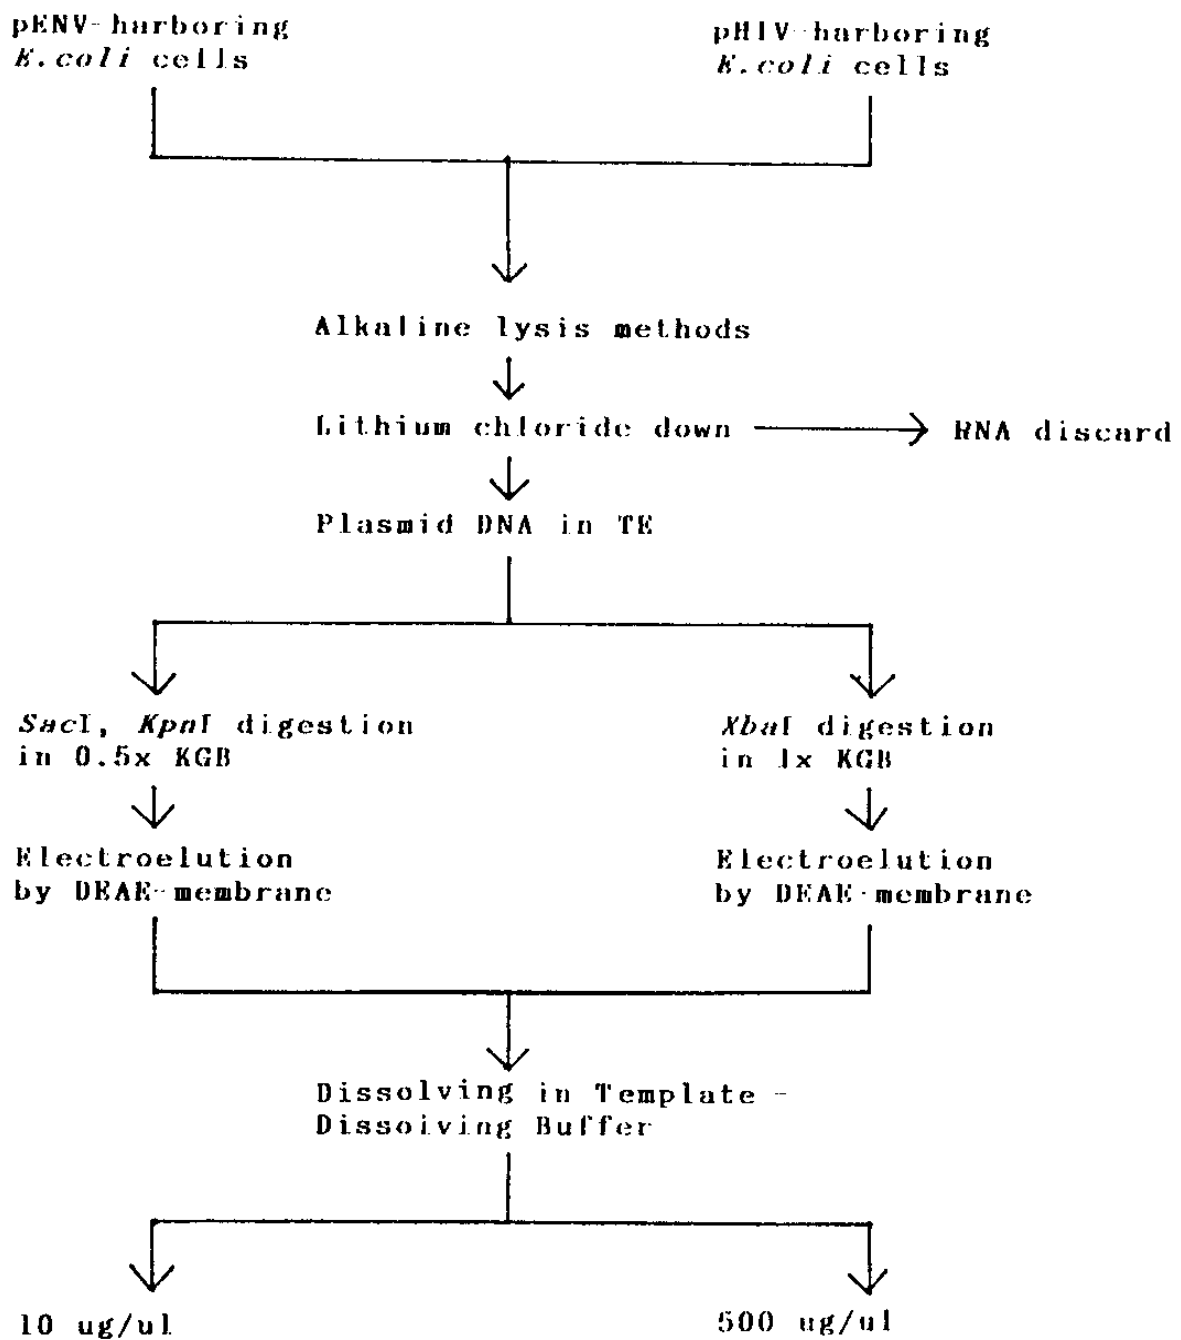 pENV-harboring
E.coli cells
pHIV-harboring
E.coli cells
Alkaline lysis methods
Lithium chloride down
RNA discard
Plasmid DNA in TE
SacI, KpnI digestion
in 0.5x KGB
XbaI digestion
in 1x KGB
Electroelution
by DEAE-membrane
Electroelution
by DEAE-membrane
Dissolving in Template-
Dissolving Buffer
10 ug/ul
500 ug/ul